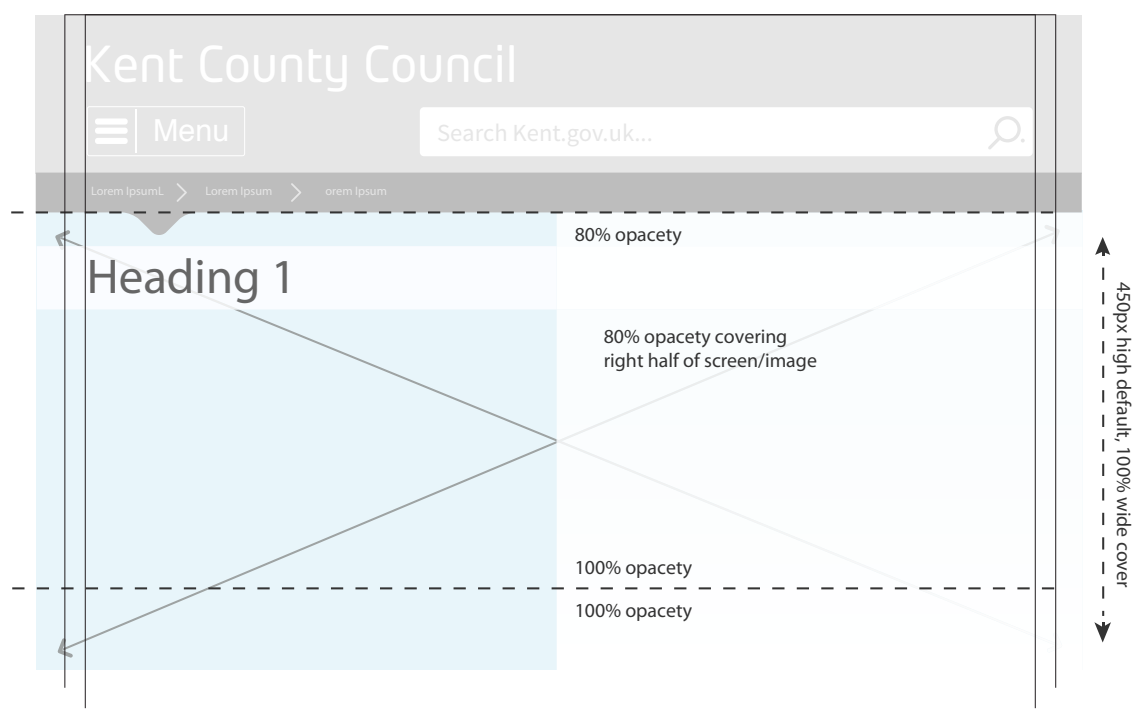 Kent County Council
Menu
Search Kent.gov.uk...
Lorem IpsumL
Lorem Ipsum
orem Ipsum
80% opacety
Heading 1
80% opacety covering
right half of screen/image
100% opacety
100% opacety
450px high default, 100% wide cover